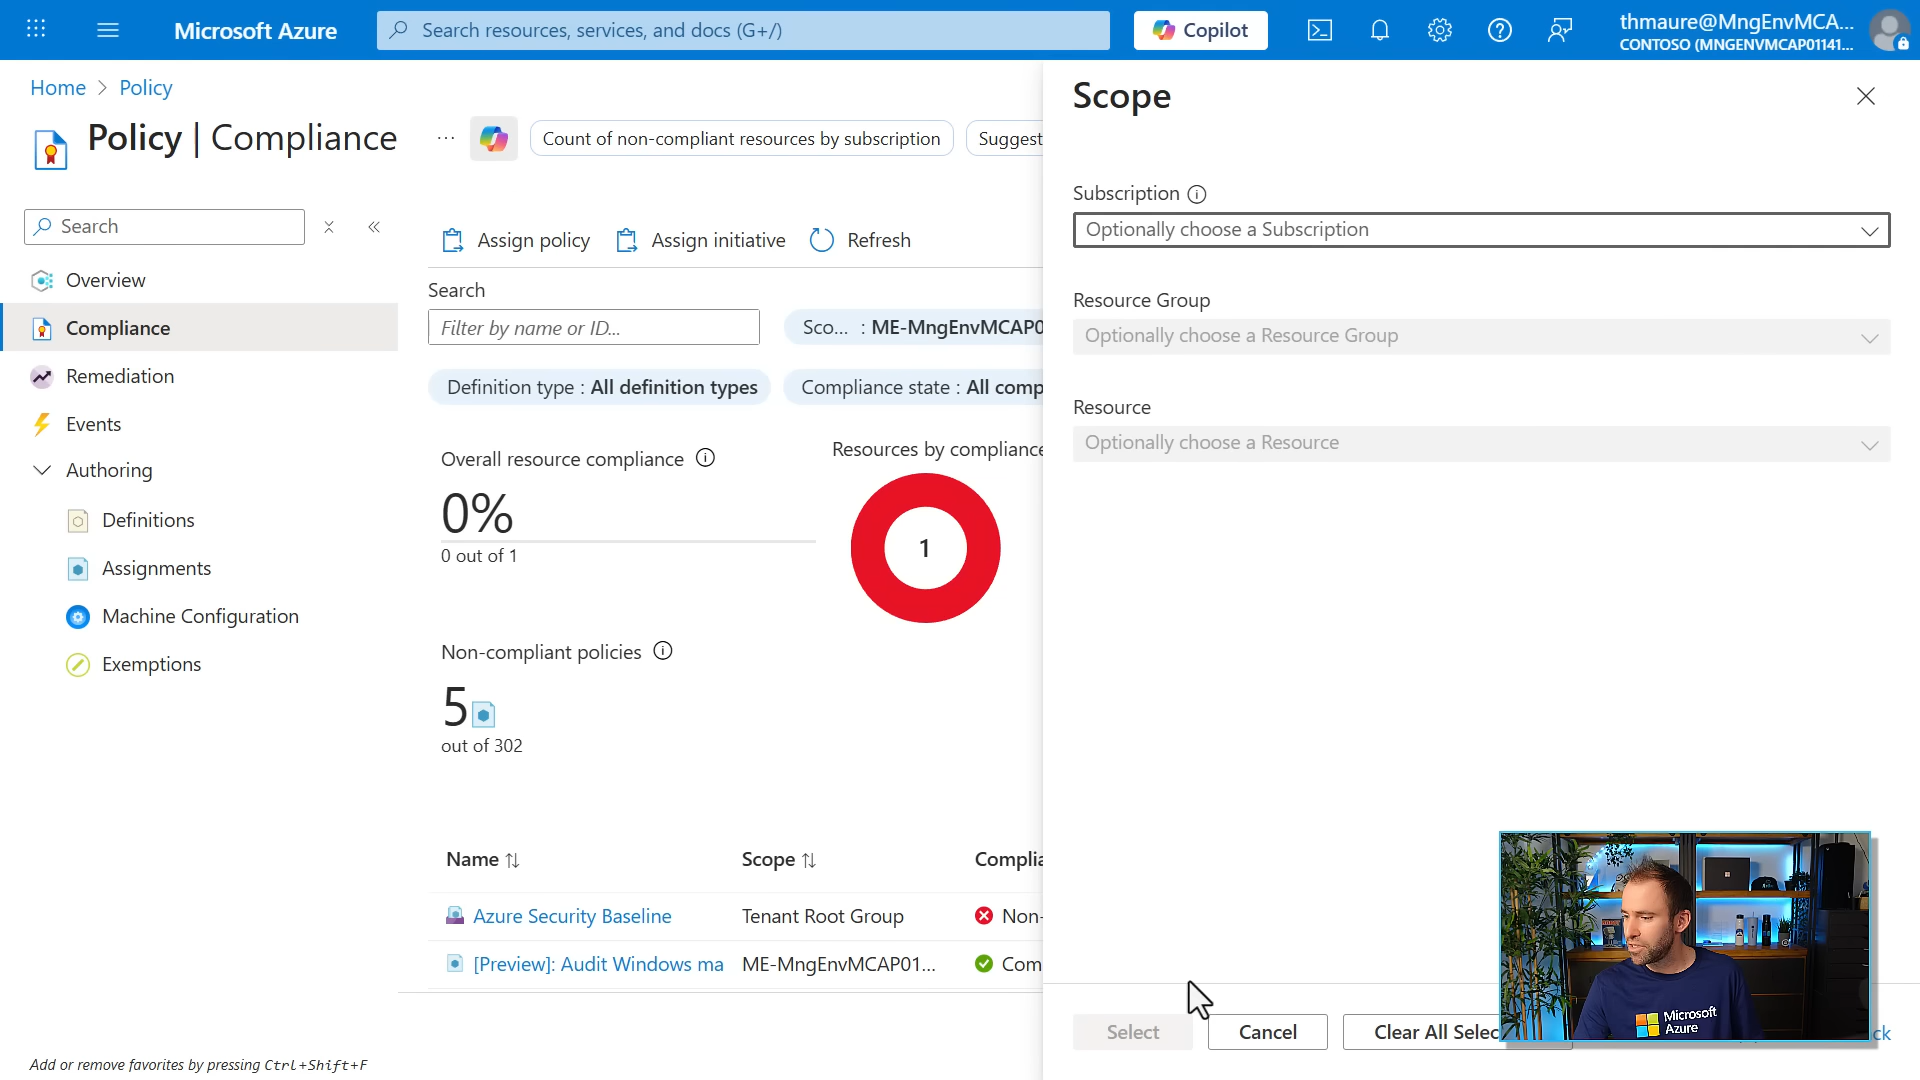 Microsoft Azure
Search resources, services, and docs (G+/)
Copilot
thmaure@MngEnvMCA...
CONTOSO (MNGENVMCAP01141...
Home > Policy
Policy | Compliance
...
Count of non-compliant resources by subscription
Suggest
Search
Overview
Compliance
Remediation
Events
Authoring
Definitions
Assignments
Machine Configuration
Exemptions
Add or remove favorites by pressing Ctrl+Shift+F
Assign policy
Assign initiative
Refresh
Search
Filter by name or ID...
Sco... : ME-MngEnvMCAP0
Definition type : All definition types
Compliance state : All comp
Overall resource compliance
0%
0 out of 1
Resources by compliance
1
Non-compliant policies
5
out of 302
Name
Scope
Complia
Azure Security Baseline
Tenant Root Group
Non-
[Preview]: Audit Windows ma
ME-MngEnvMCAP01...
Com
Scope
Subscription
Optionally choose a Subscription
Resource Group
Optionally choose a Resource Group
Resource
Optionally choose a Resource
Select
Cancel
Clear All Selec
ck
Microsoft
Azure